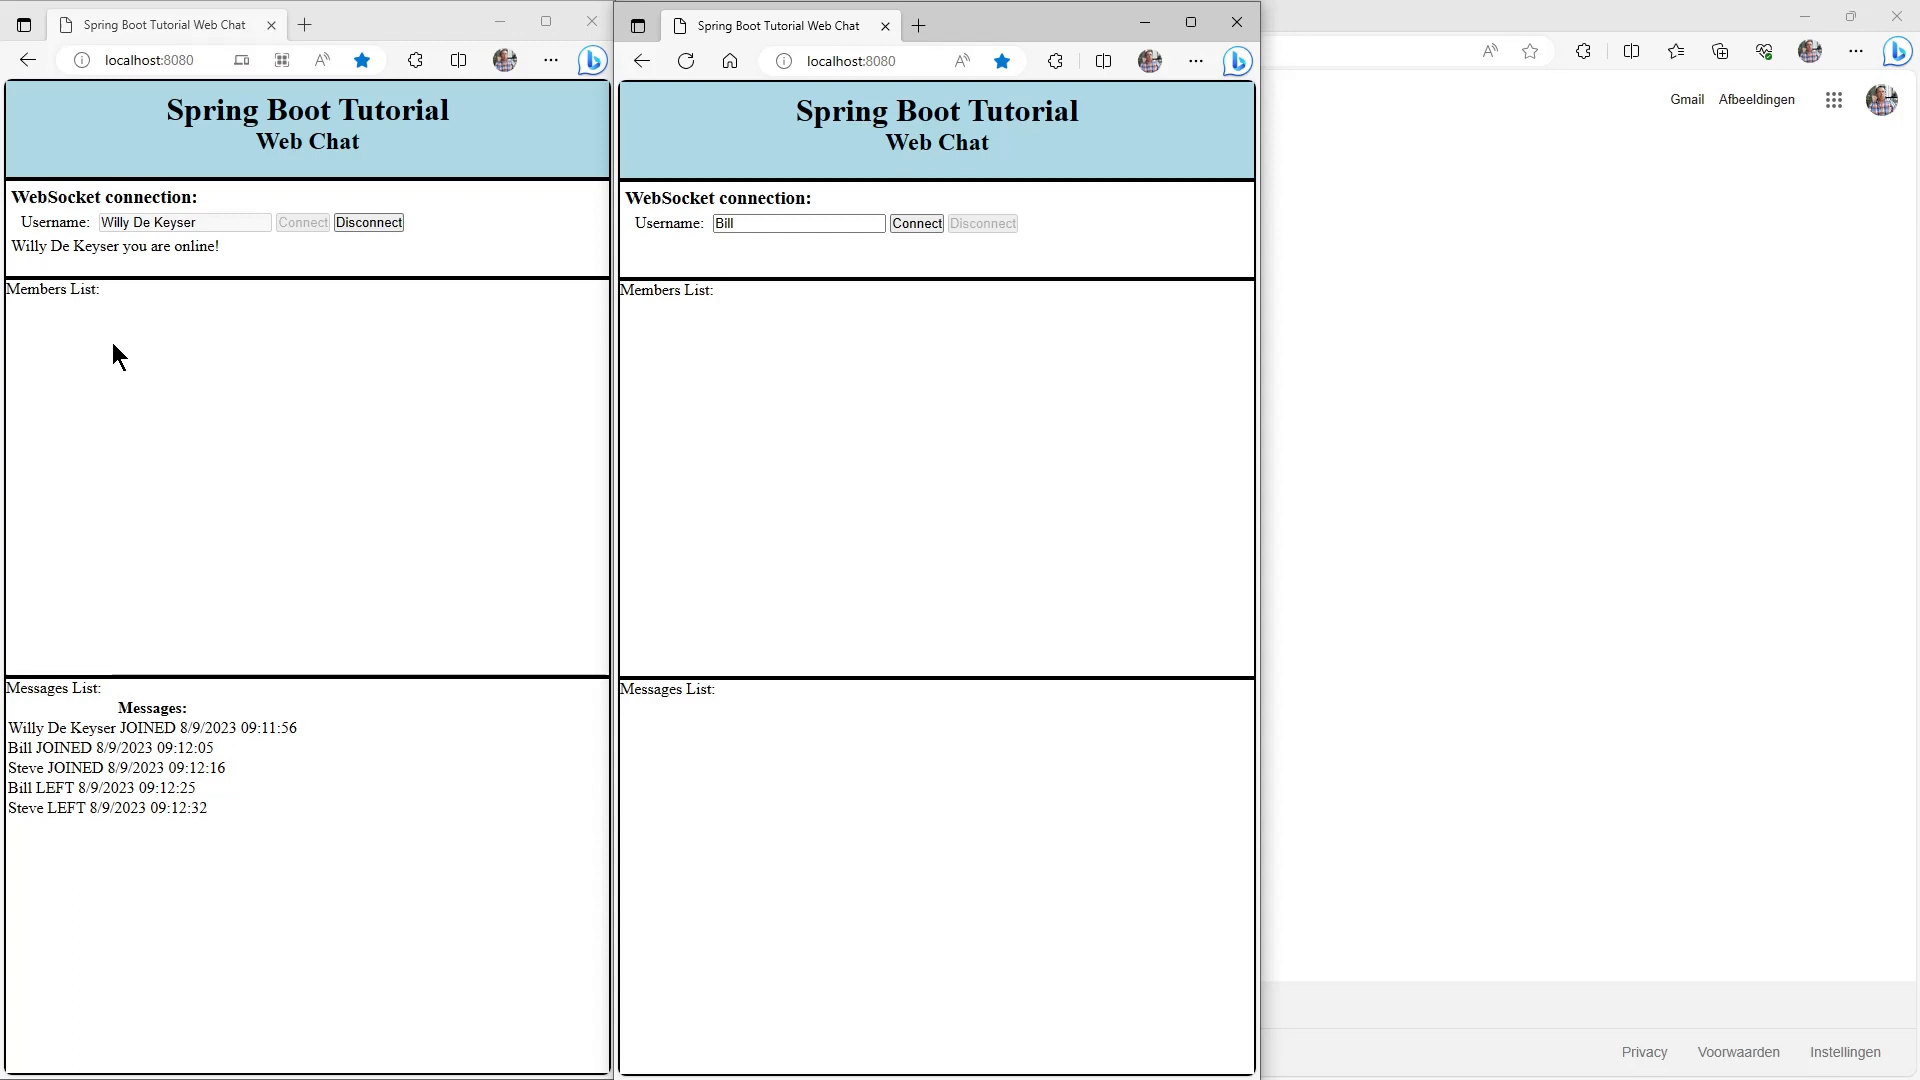 Spring Boot Tutorial Web Chat
localhost:8080
Spring Boot Tutorial
Web Chat
WebSocket connection:
Username: Willy De Keyser Connect Disconnect
Willy De Keyser you are online!
Members List:
Messages List:
Messages:
Willy De Keyser JOINED 8/9/2023 09:11:56
Bill JOINED 8/9/2023 09:12:05
Steve JOINED 8/9/2023 09:12:16
Bill LEFT 8/9/2023 09:12:25
Steve LEFT 8/9/2023 09:12:32
Spring Boot Tutorial Web Chat
localhost:8080
Spring Boot Tutorial
Web Chat
WebSocket connection:
Username: Bill Connect Disconnect
Members List:
Messages List:
Gmail Afbeeldingen
Privacy Voorwaarden Instellingen